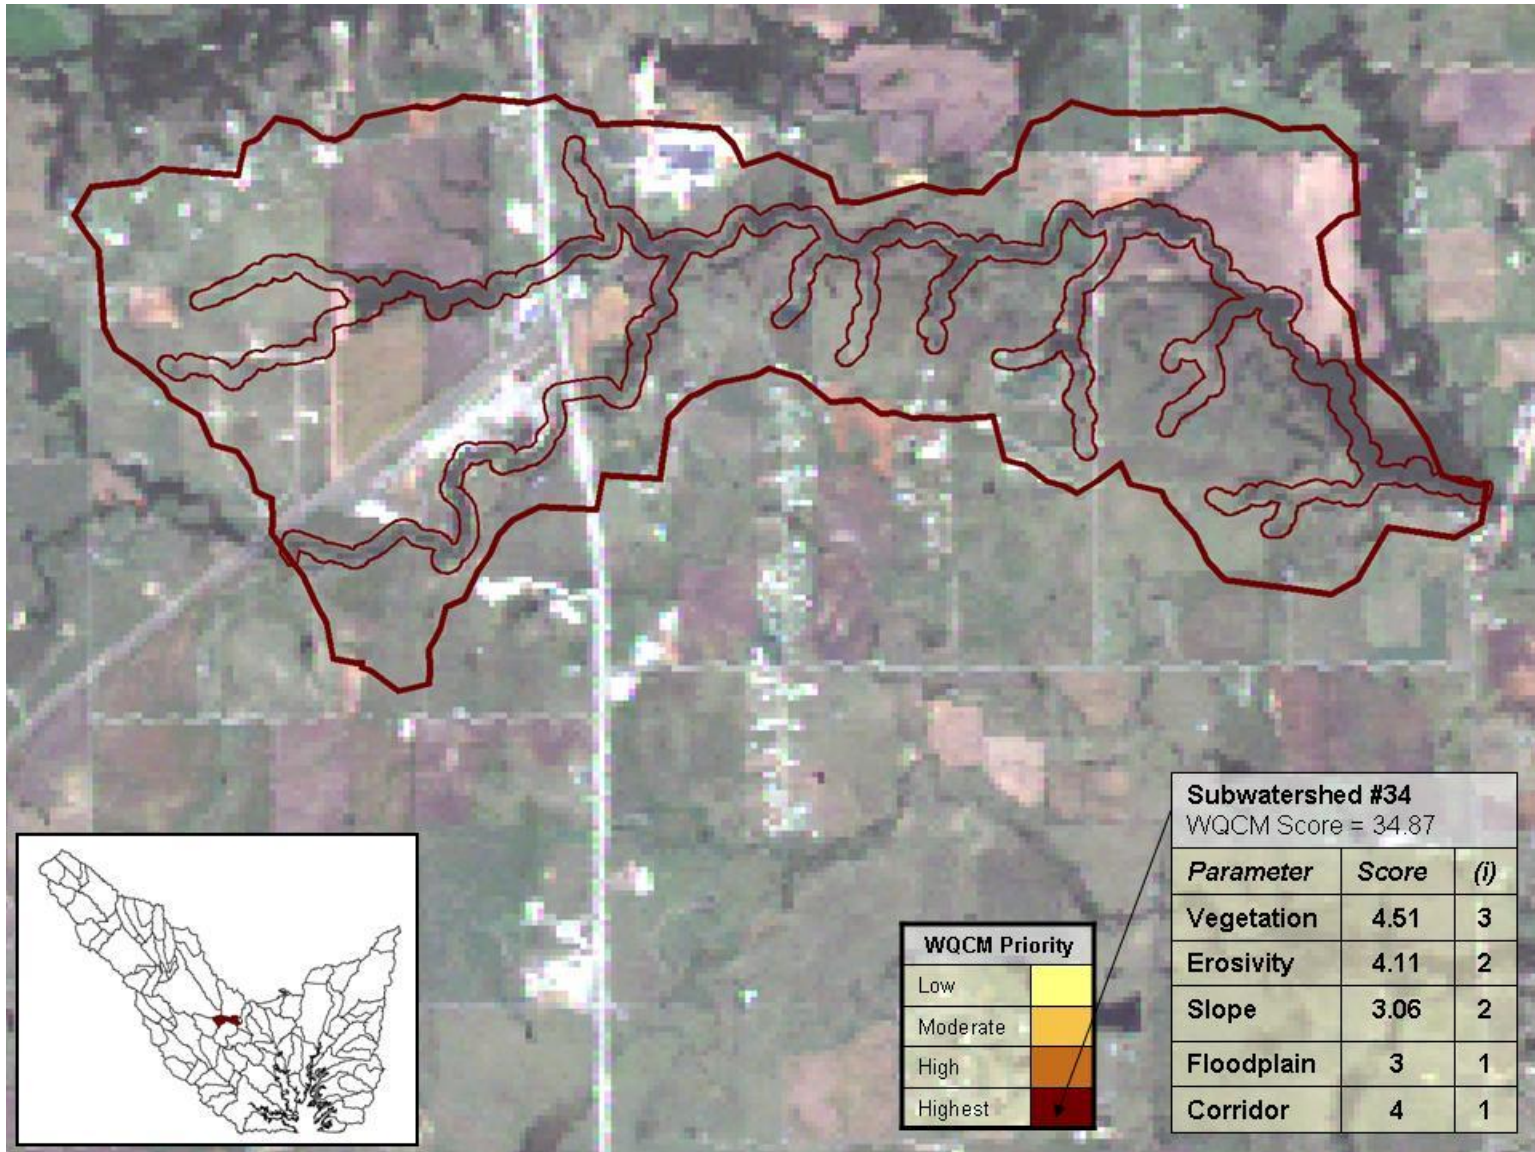 Subwatershed #34
WQCM Score = 34.87
Parameter Score (i)
Vegetation 4.51 3
Erosivity 4.11 2
Slope 3.06 2
Floodplain 3 1
Corridor 4 1
WQCM Priority
Low
Moderate
High
Highest